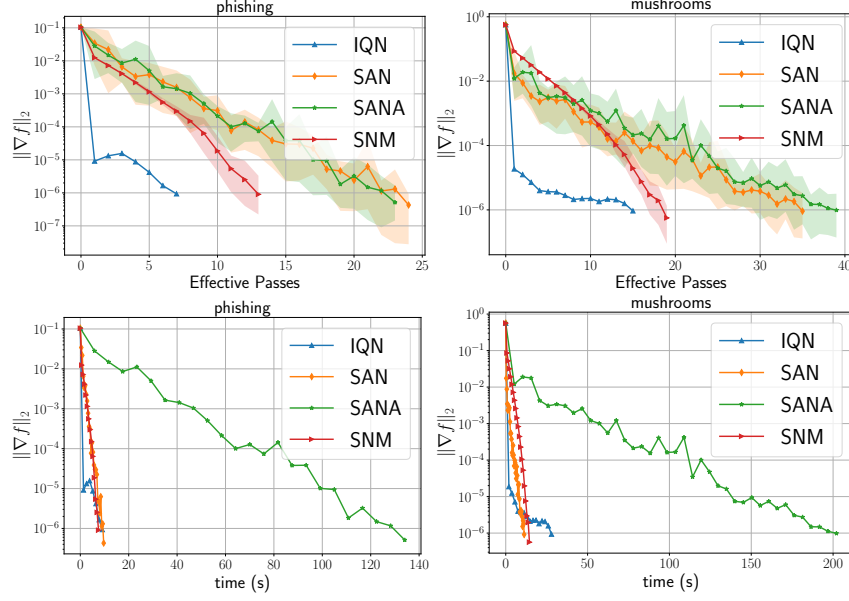 phishing
10^{-1}
10^{-2}
10^{-3}
10^{-4}
10^{-5}
10^{-6}
10^{-7}
‖∇f‖_2
IQN
SAN
SANA
SNM
0 5 10 15 20 25
Effective Passes
mushrooms
10^{0}
10^{-2}
10^{-4}
10^{-6}
‖∇f‖_2
IQN
SAN
SANA
SNM
0 10 20 30 40
Effective Passes
phishing
10^{-1}
10^{-2}
10^{-3}
10^{-4}
10^{-5}
10^{-6}
‖∇f‖_2
IQN
SAN
SANA
SNM
0 20 40 60 80 100 120 140
time (s)
mushrooms
10^{0}
10^{-1}
10^{-2}
10^{-3}
10^{-4}
10^{-5}
10^{-6}
‖∇f‖_2
IQN
SAN
SANA
SNM
0 50 100 150 200
time (s)